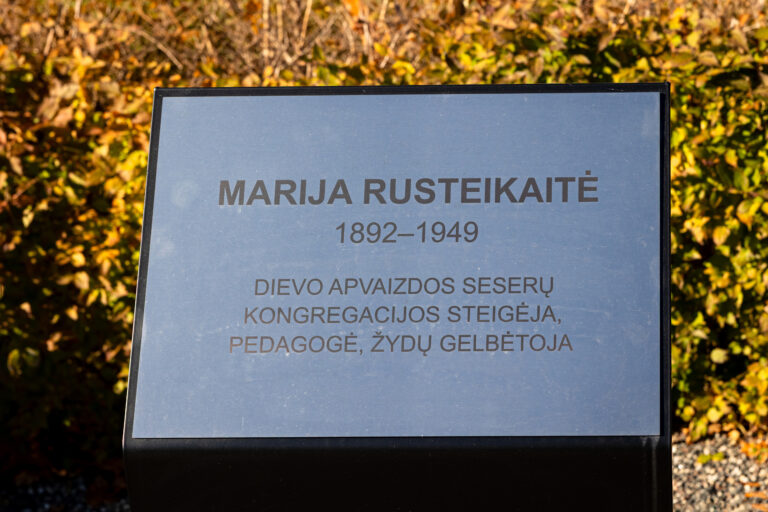 MARIJA RUSTEIKAITĖ
1892–1949
DIEVO APVAIZDOS SESERŲ
KONGREGACIJOS STEIGĖJA,
PEDAGOGĖ, ŽYDŲ GELBĖTOJA